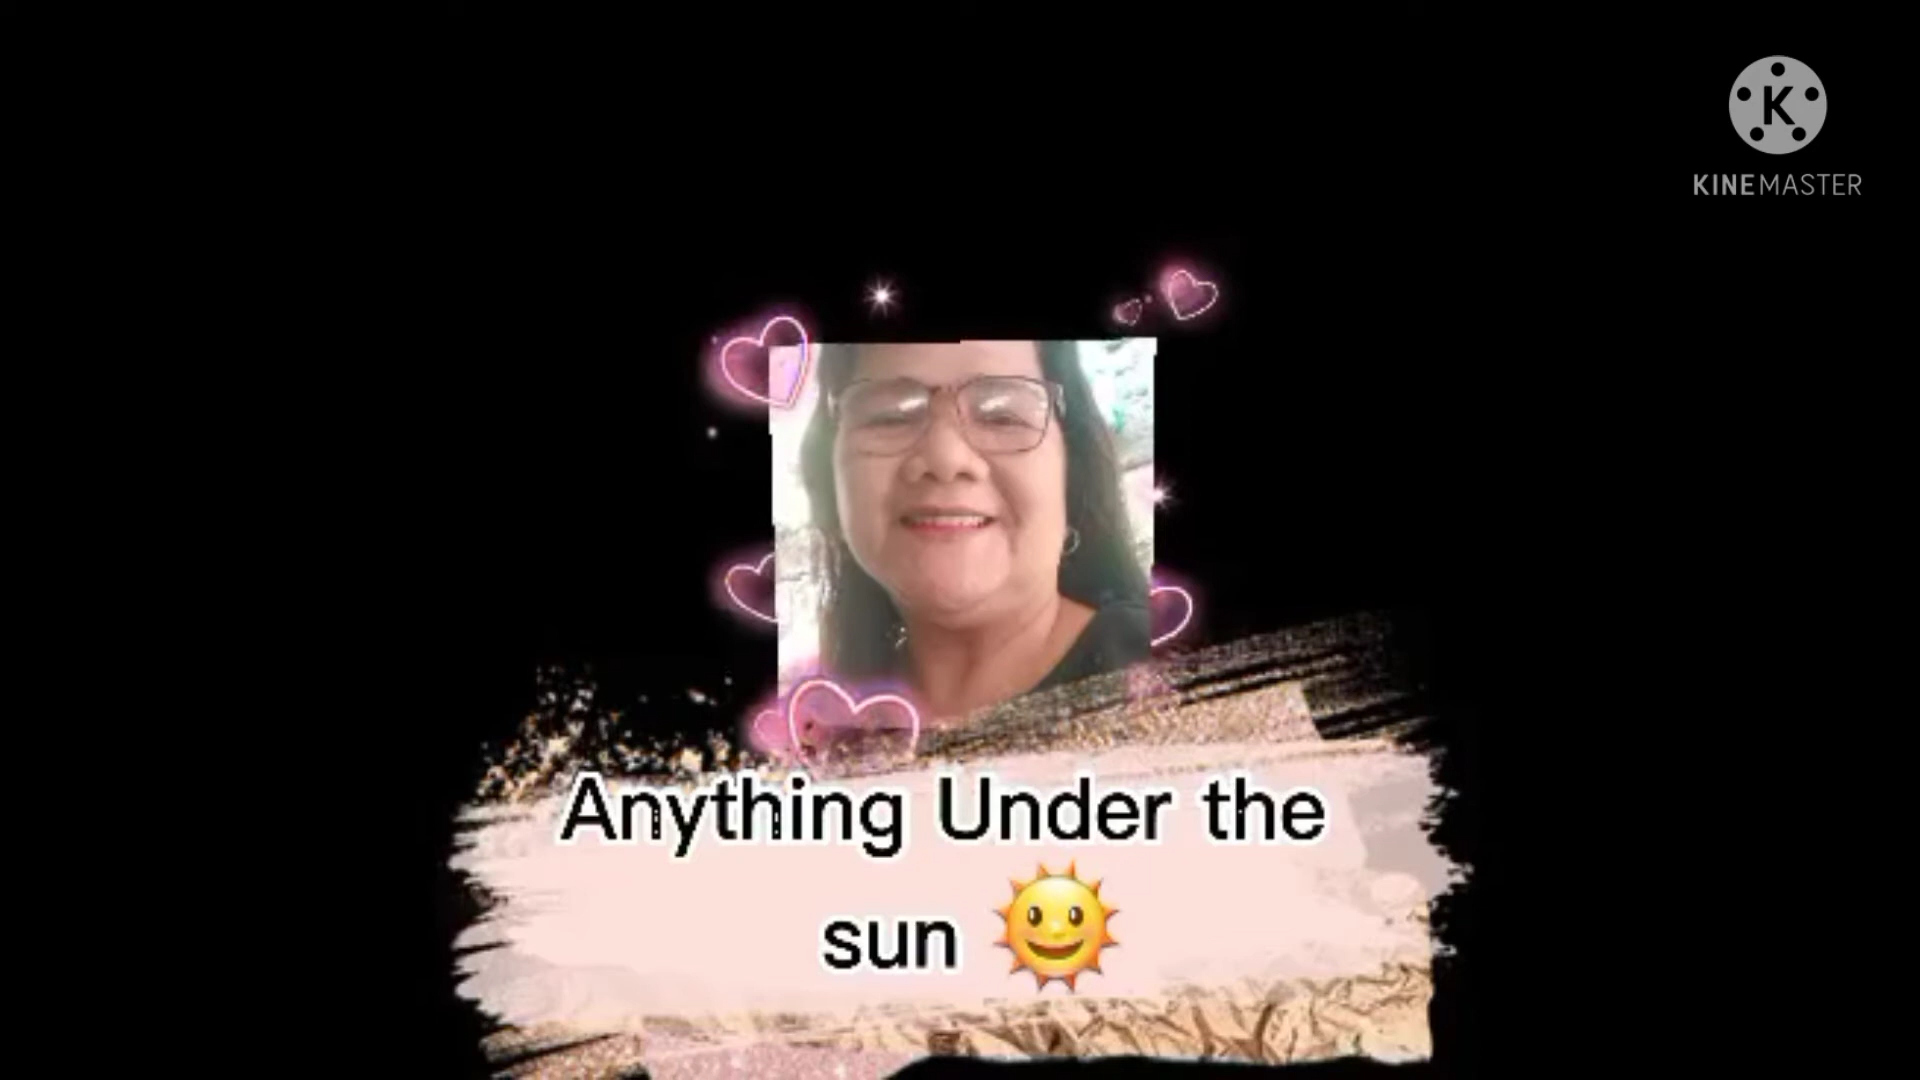 K
KINEMASTER
Anything Under the
sun 🌞